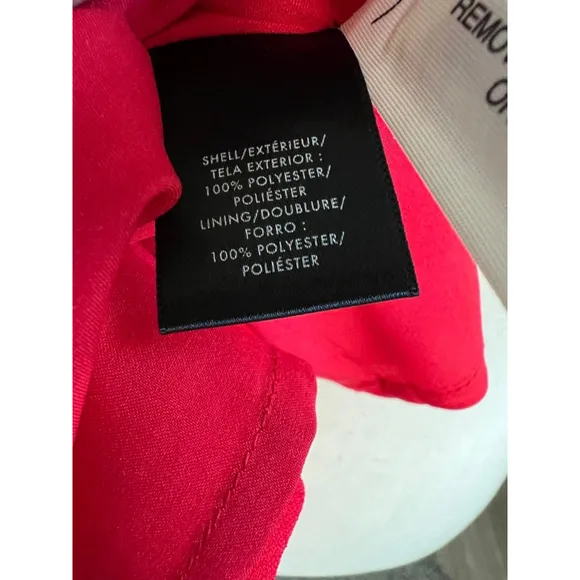 SHELL/EXTÉRIEUR/
TELA EXTERIOR :
100% POLYESTER/
POLIÉSTER
LINING/DOUBLURE/
FORRO :
100% POLYESTER/
POLIÉSTER